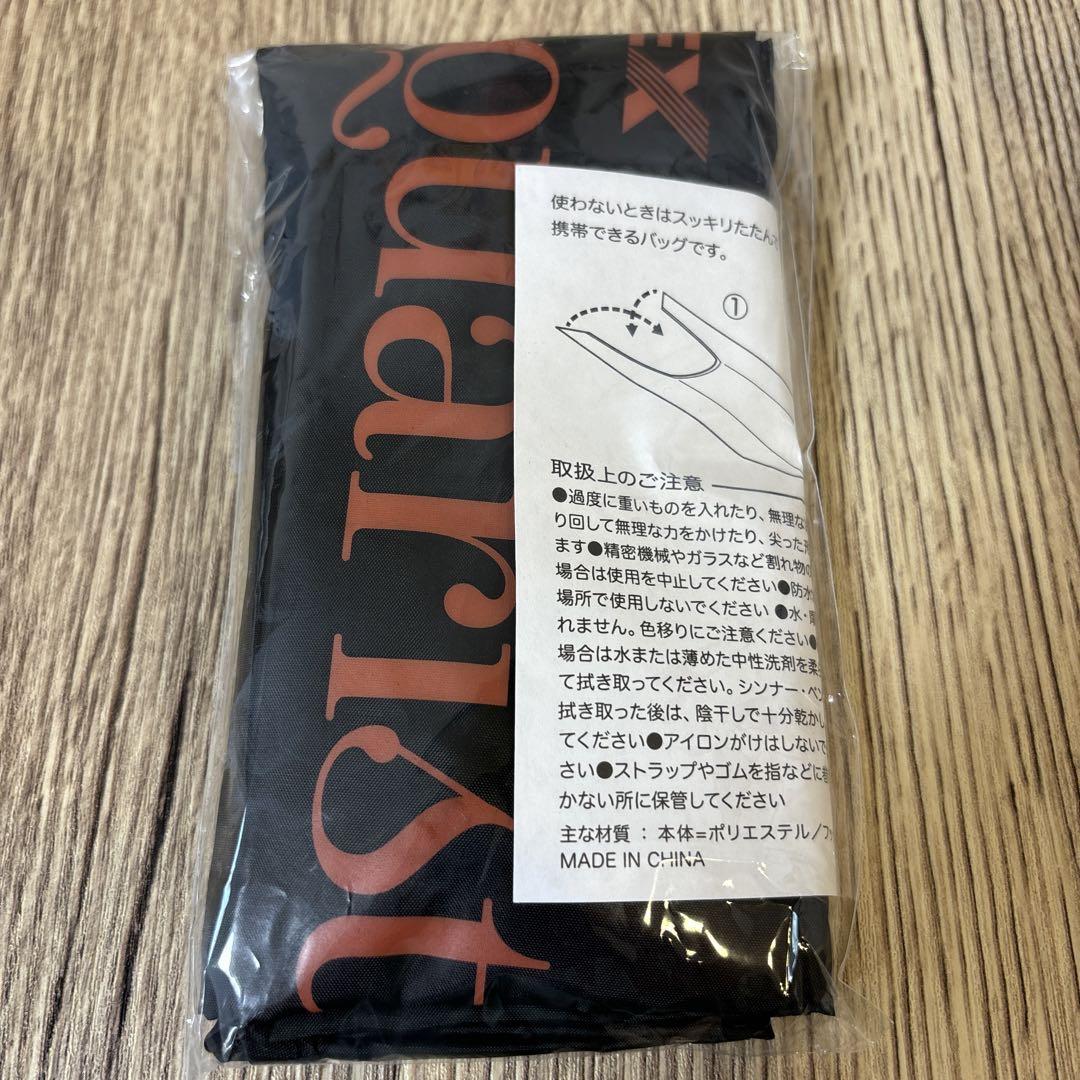 EX
Quarist
使わないときはスッキリたたん
携帯できるバッグです。
①
取扱上のご注意
●過度に重いものを入れたり、無理な
り回して無理な力をかけたり、尖った
ます●精密機械やガラスなど割れ物の
場合は使用を中止してください●防水
場所で使用しないでください ●水・
れません。色移りにご注意ください●
場合は水または薄めた中性洗剤を柔
て拭き取ってください。シンナー・ベン
拭き取った後は、陰干しで十分乾かし
てください●アイロンがけはしないで
さい●ストラップやゴムを指などに巻
かない所に保管してください
主な材質 : 本体=ポリエステル/フ
MADE IN CHINA